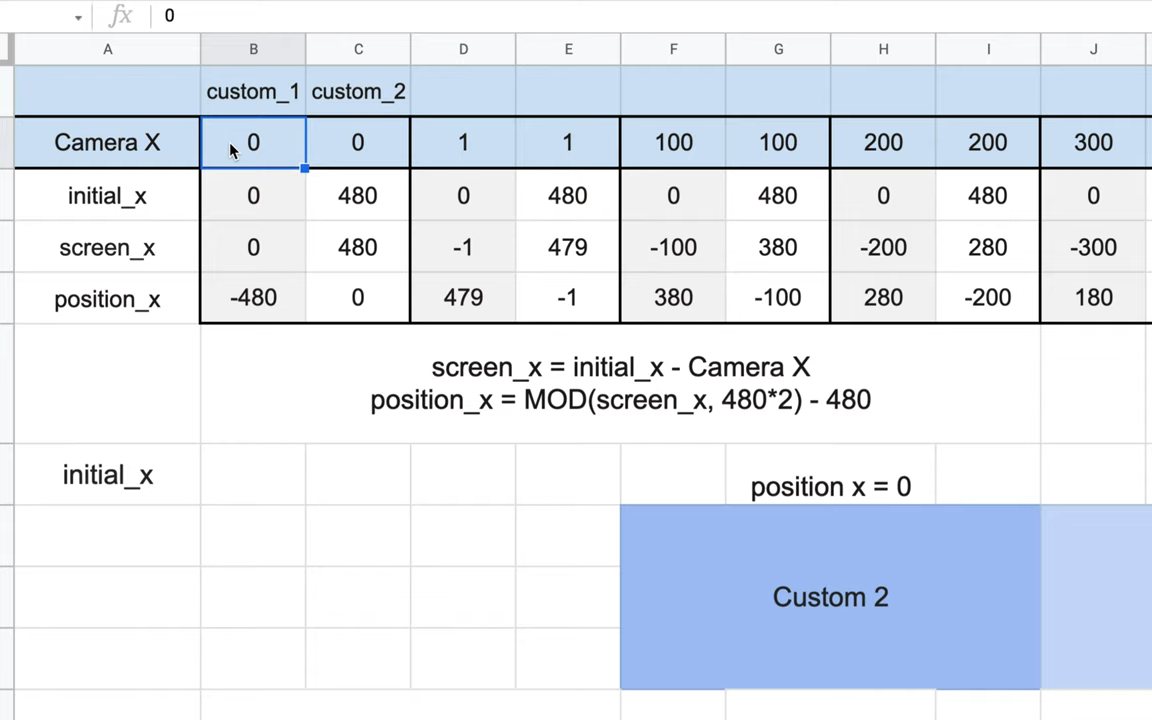 fx 0
A B C D E F G H I J
custom_1 custom_2
Camera X 0 0 1 1 100 100 200 200 300
initial_x 0 480 0 480 0 480 0 480 0
screen_x 0 480 -1 479 -100 380 -200 280 -300
position_x -480 0 479 -1 380 -100 280 -200 180
screen_x = initial_x - Camera X
position_x = MOD(screen_x, 480*2) - 480
initial_x
position x = 0
Custom 2